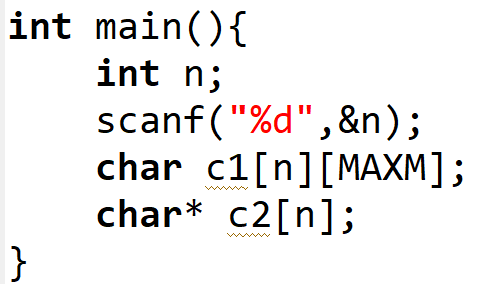 int main(){
int n;
scanf("%d",&n);
char c1[n][MAXM];
char* c2[n];
}